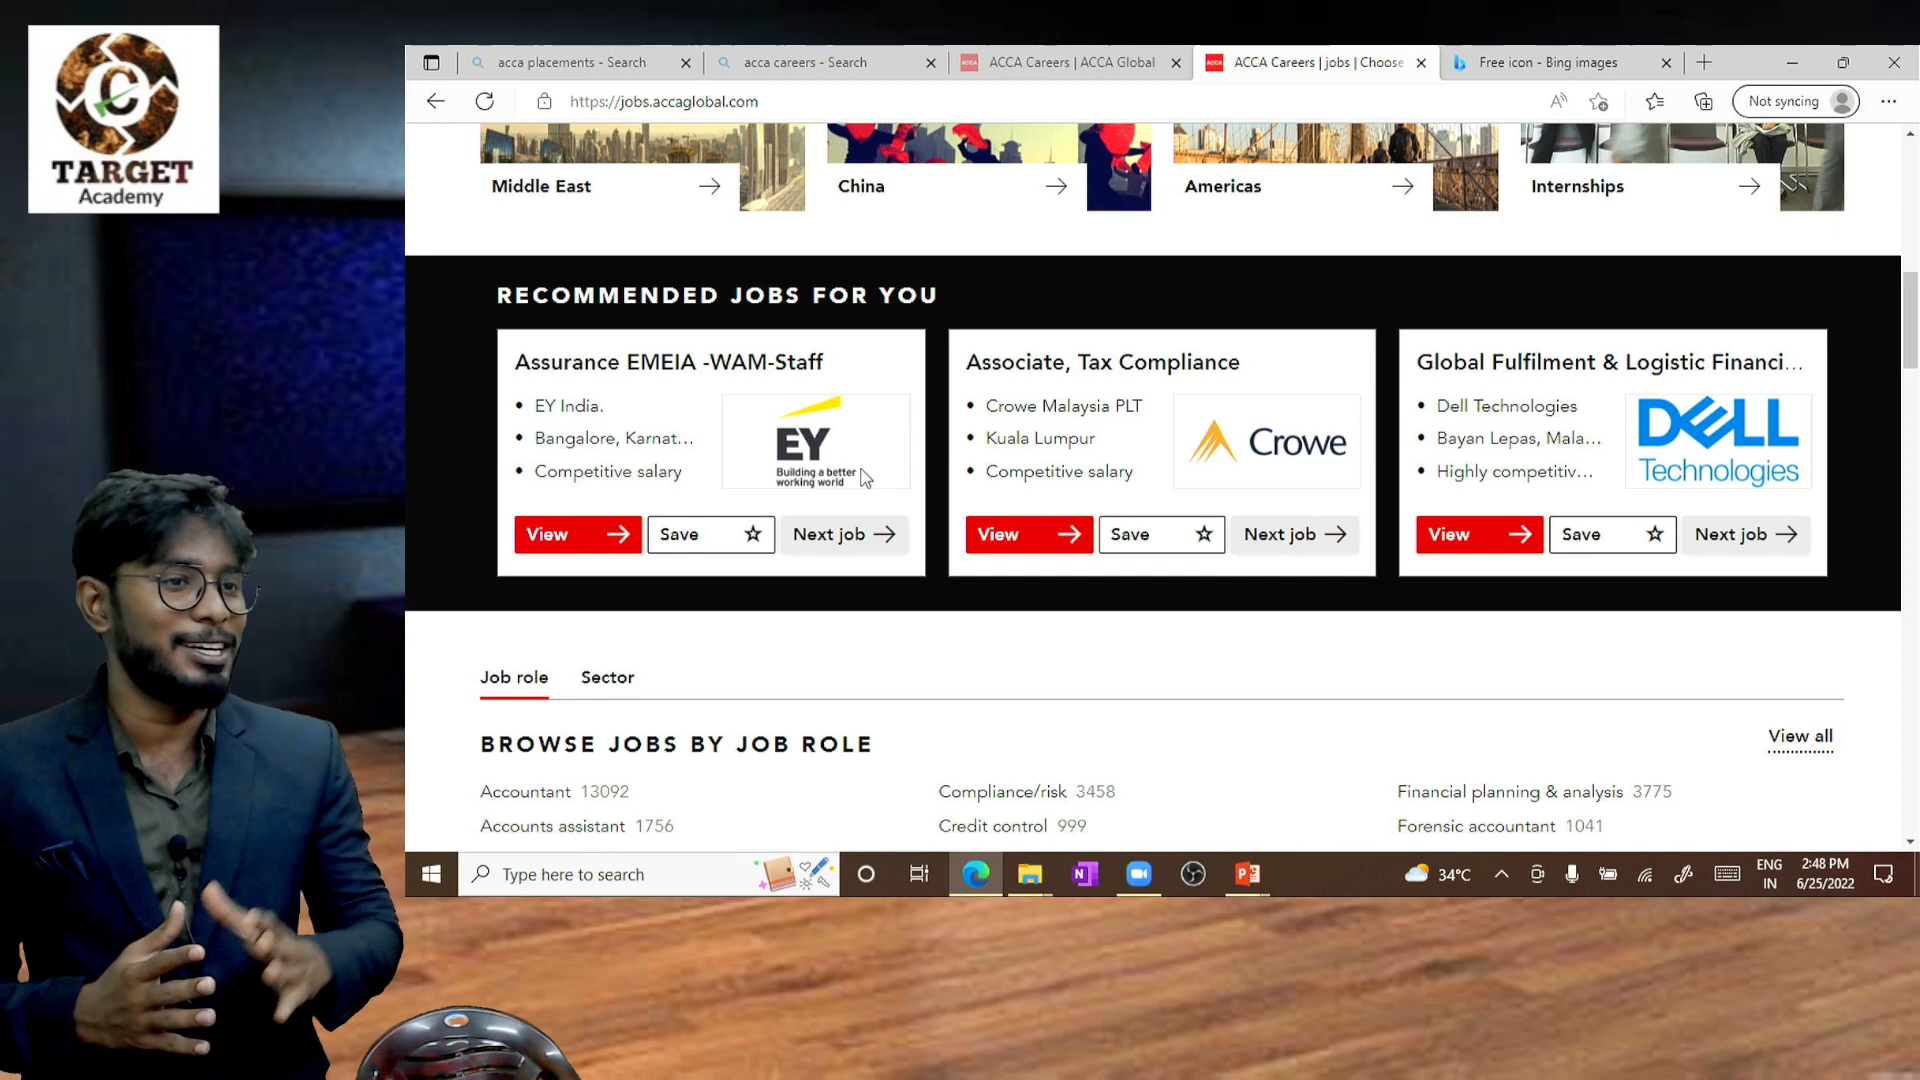 TARGET
Academy
acca placements - Search
acca careers - Search
ACCA Careers | ACCA Global
ACCA Careers | jobs | Choose
Free icon - Bing images
https://jobs.accaglobal.com
Not syncing
Middle East
China
Americas
Internships
RECOMMENDED JOBS FOR YOU
Assurance EMEIA -WAM-Staff
EY India.
Bangalore, Karnat...
Competitive salary
EY
Building a better
working world
View
Save
Next job
Associate, Tax Compliance
Crowe Malaysia PLT
Kuala Lumpur
Competitive salary
Crowe
View
Save
Next job
Global Fulfilment & Logistic Financi...
Dell Technologies
Bayan Lepas, Mala...
Highly competitiv...
DELL
Technologies
View
Save
Next job
Job role
Sector
BROWSE JOBS BY JOB ROLE
View all
Accountant 13092
Compliance/risk 3458
Financial planning & analysis 3775
Accounts assistant 1756
Credit control 999
Forensic accountant 1041
Type here to search
34°C
ENG
IN
2:48 PM
6/25/2022